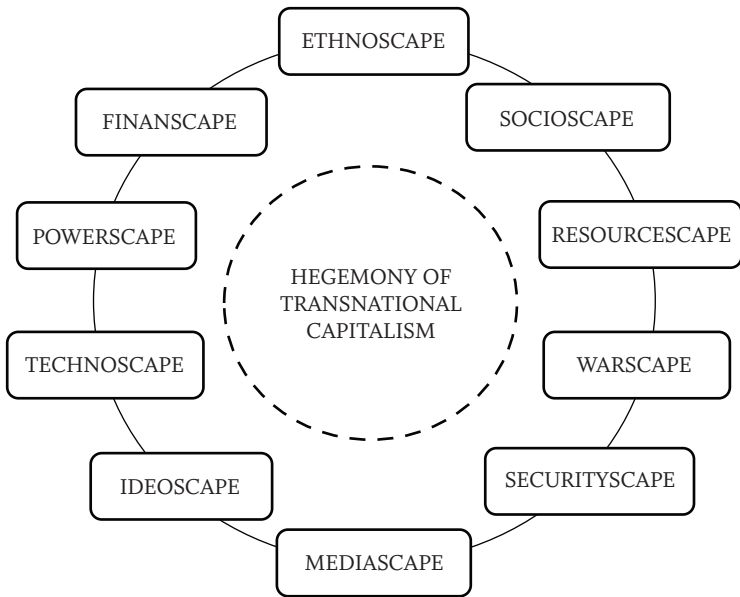 ETHNOSCAPE
SOCIOSCAPE
FINANSCAPE
POWERSCAPE
RESOURCESCAPE
HEGEMONY OF
TRANSNATIONAL
CAPITALISM
TECHNOSCAPE
WARSCAPE
IDEOSCAPE
SECURITYSCAPE
MEDIASCAPE